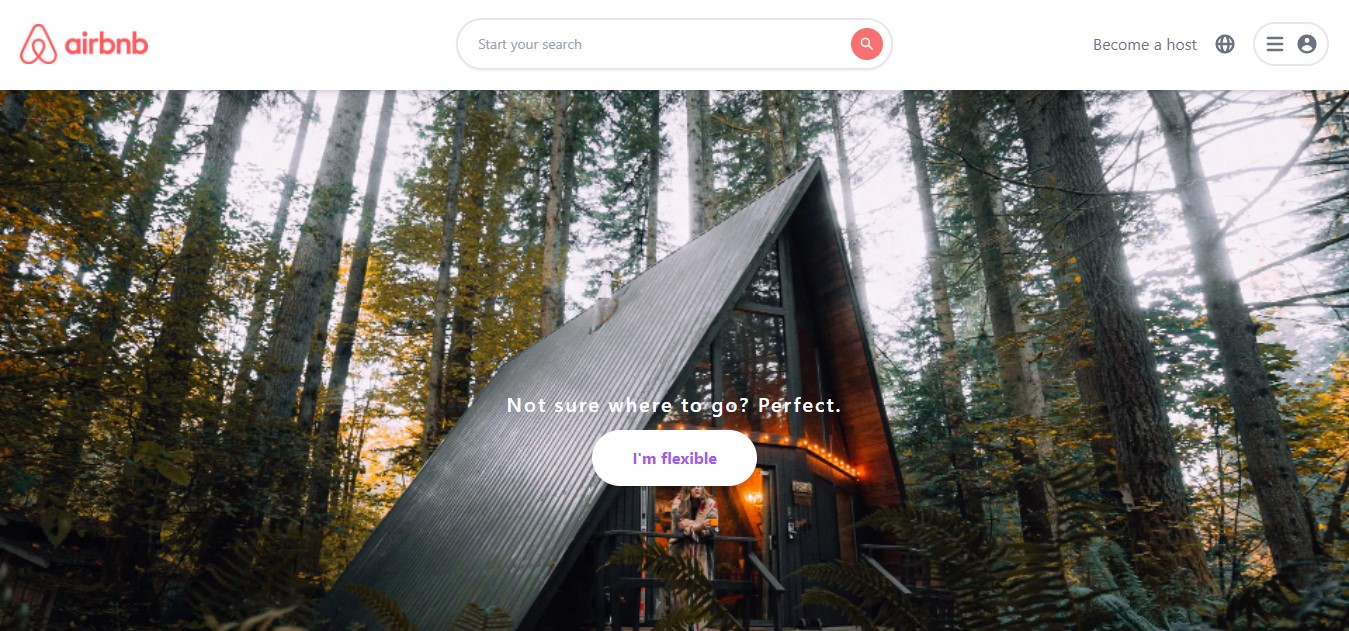 airbnb
Start your search
Become a host
Not sure where to go? Perfect.
I'm flexible